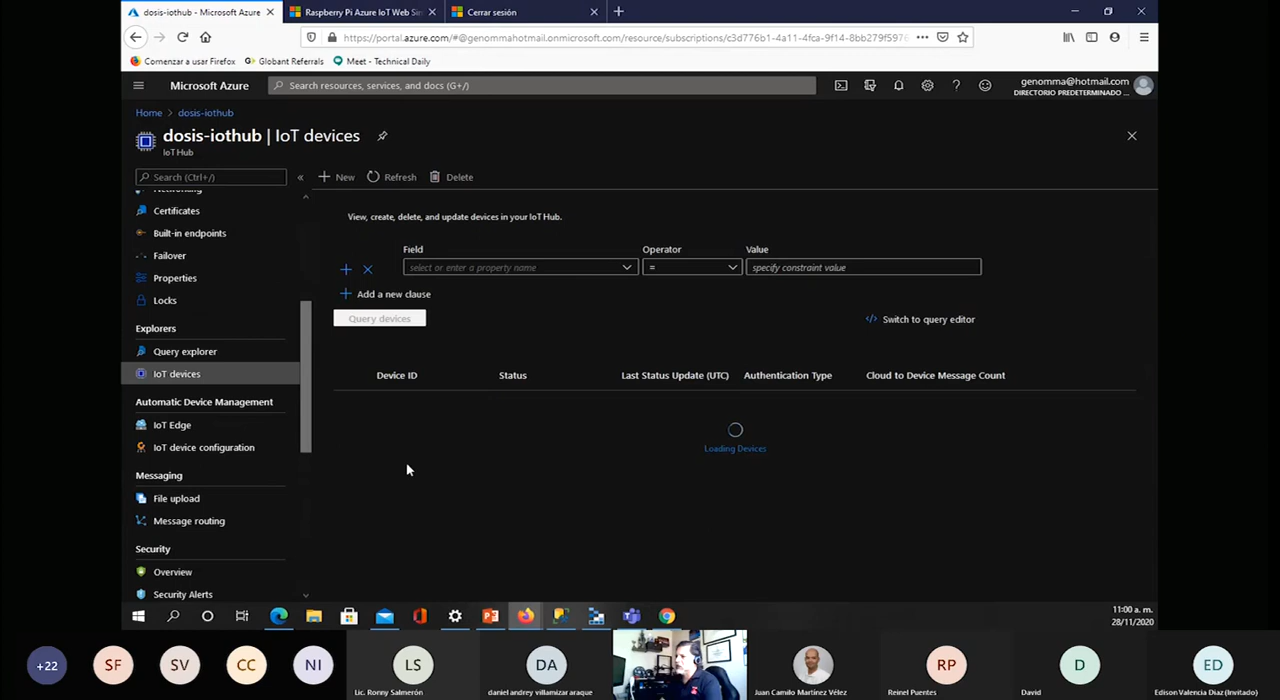 dosis-iothub - Microsoft Azure
Raspberry Pi Azure IoT Web Sim
Cerrar sesión
https://portal.azure.com/#@genommahotmail.onmicrosoft.com/resource/subscriptions/c3d776b1-4a11-4fca-9f14-8bb279f5976
Comenzar a usar Firefox
Globant Referrals
Meet - Technical Daily
Microsoft Azure
Search resources, services, and docs (G+/)
genomma@hotmail.com
DIRECTORIO PREDETERMINADO ...
Home > dosis-iothub
dosis-iothub | IoT devices
IoT Hub
Search (Ctrl+/)
«
New
Refresh
Delete
Networking
Certificates
Built-in endpoints
Failover
Properties
Locks
Explorers
Query explorer
IoT devices
Automatic Device Management
IoT Edge
IoT device configuration
Messaging
File upload
Message routing
Security
Overview
Security Alerts
View, create, delete, and update devices in your IoT Hub.
Field
Operator
Value
select or enter a property name
=
specify constraint value
Add a new clause
Query devices
Switch to query editor
Device ID
Status
Last Status Update (UTC)
Authentication Type
Cloud to Device Message Count
Loading Devices
11:00 a. m.
28/11/2020
+22
SF
SV
CC
NI
LS
Lic. Ronny Salmerón
DA
daniel andrey villamizar araque
Juan Camilo Martínez Vélez
RP
Reinel Puentes
D
David
ED
Edison Valencia Diaz (Invitado)